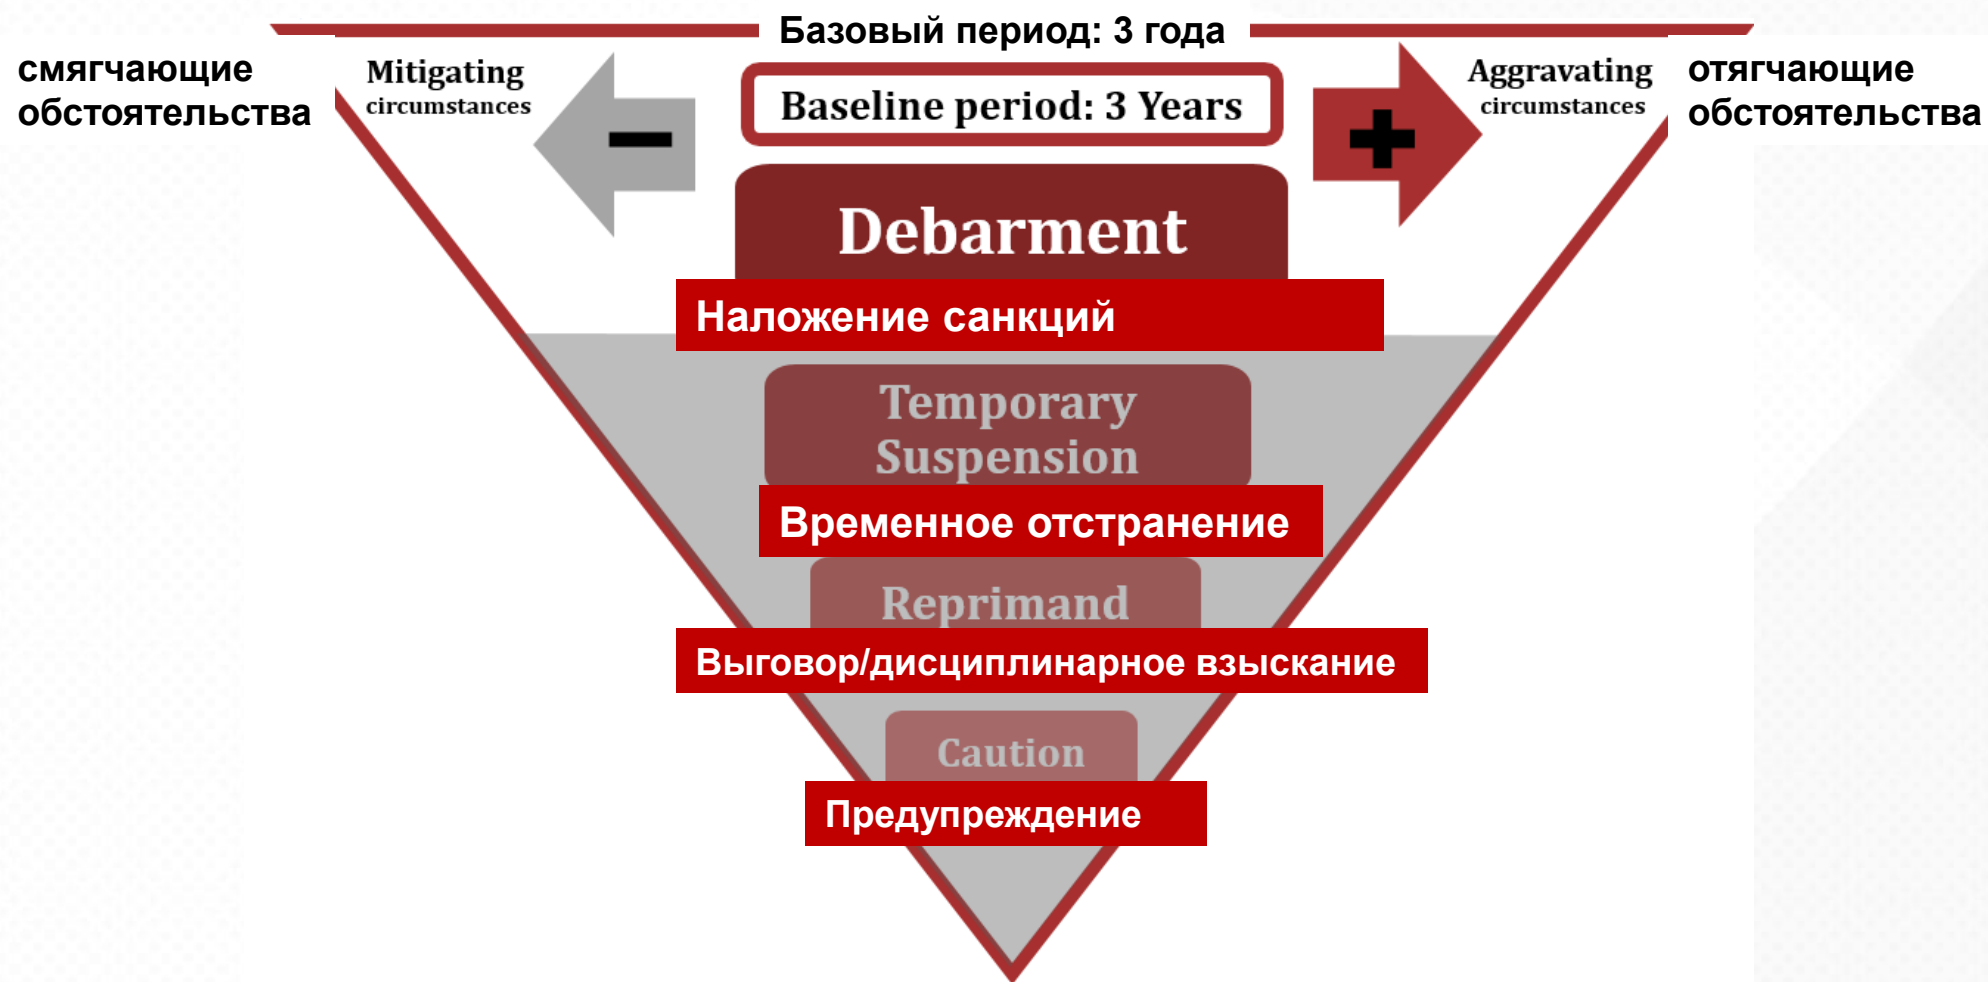 Базовый период: 3 года
смягчающие
обстоятельства
Mitigating
circumstances
Baseline period: 3 Years
Aggravating
circumstances
отягчающие
обстоятельства
Debarment
Наложение санкций
Temporary
Suspension
Временное отстранение
Reprimand
Выговор/дисциплинарное взыскание
Caution
Предупреждение